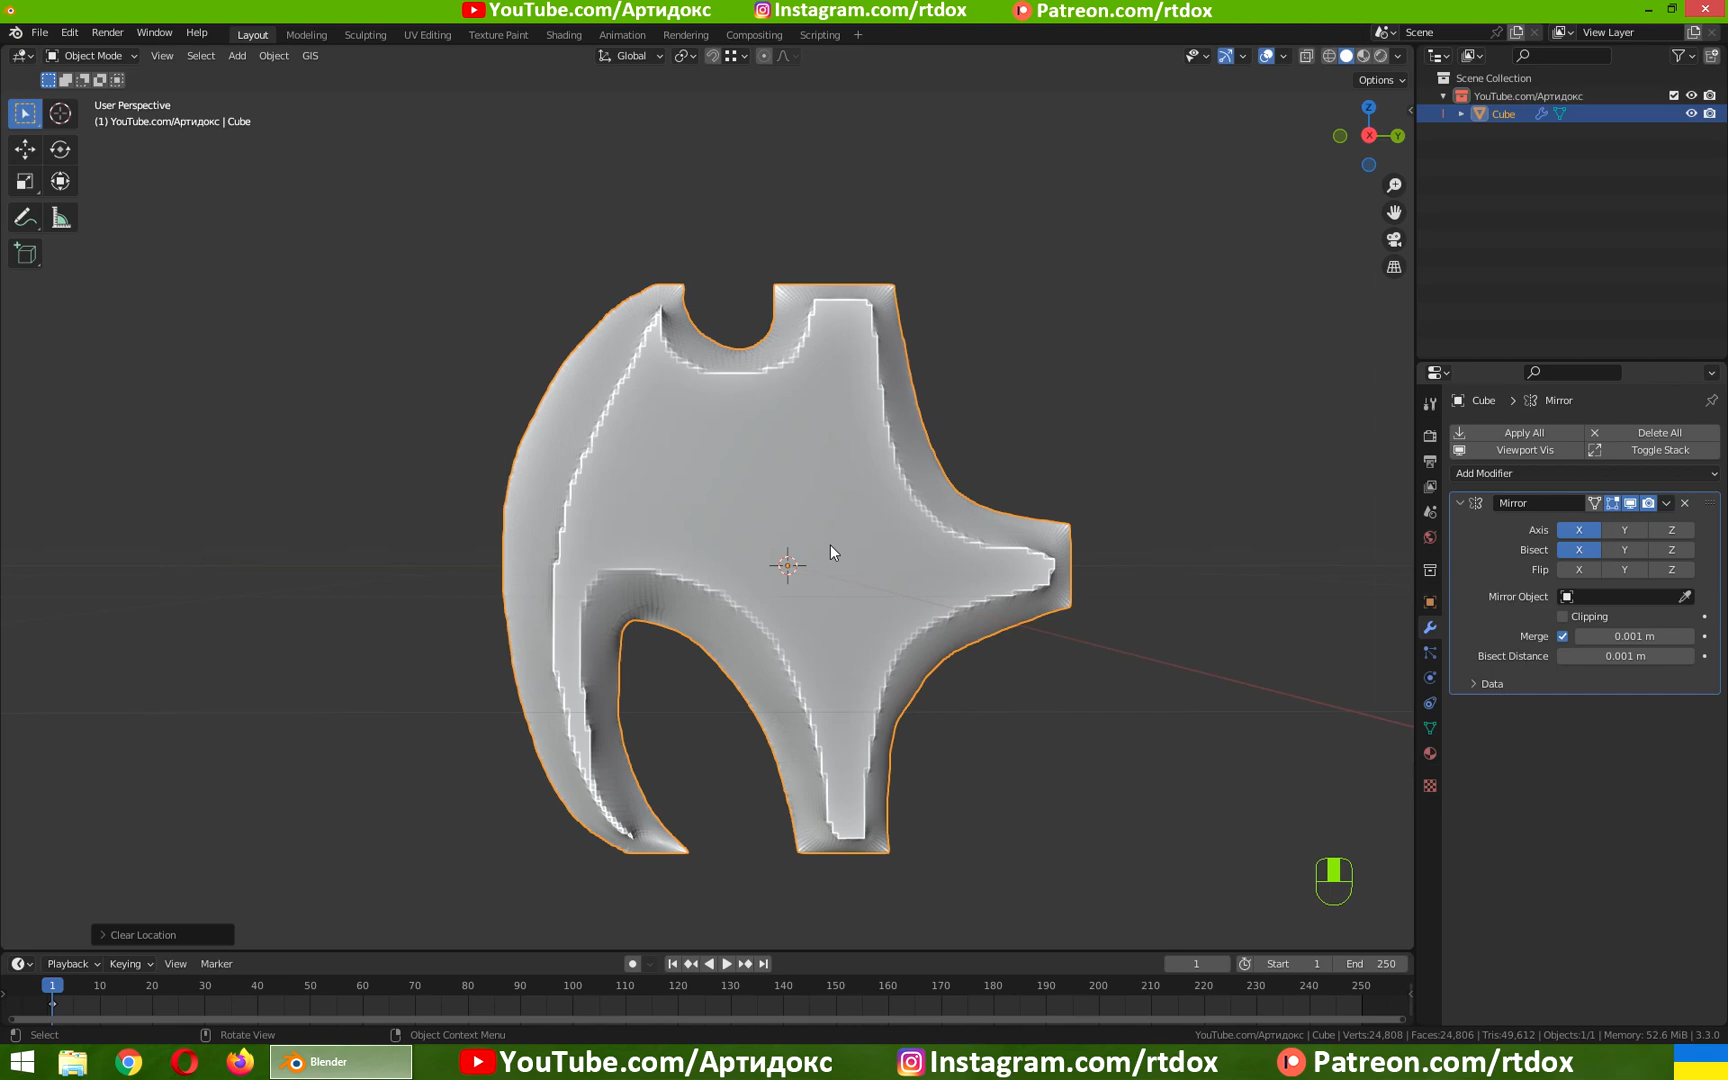 YouTube.com/Артидокс Instagram.com/rtdox Patreon.com/rtdox
File Edit Render Window Help Layout Modeling Sculpting UV Editing Texture Paint Shading Animation Rendering Compositing Scripting + Scene View Layer
Object Mode View Select Add Object GIS Global
Options
User Perspective
(1) YouTube.com/Артидокс | Cube
Z
X
Y
Scene Collection
YouTube.com/Артидокс
Cube
Cube > Mirror
Apply All Delete All
Viewport Vis Toggle Stack
Add Modifier
Mirror
Axis X Y Z
Bisect X Y Z
Flip X Y Z
Mirror Object
Clipping
Merge 0.001 m
Bisect Distance 0.001 m
Data
Clear Location
Playback Keying View Marker 1 Start 1 End 250
1 10 20 30 40 50 60 70 80 90 100 110 120 130 140 150 160 170 180 190 200 210 220 230 240 250
Select Rotate View Object Context Menu YouTube.com/Артидокс | Cube | Verts:24,808 | Faces:24,806 | Tris:49,612 | Objects:1/1 | Memory: 52.6 MiB | 3.3.0
Blender YouTube.com/Артидокс Instagram.com/rtdox Patreon.com/rtdox